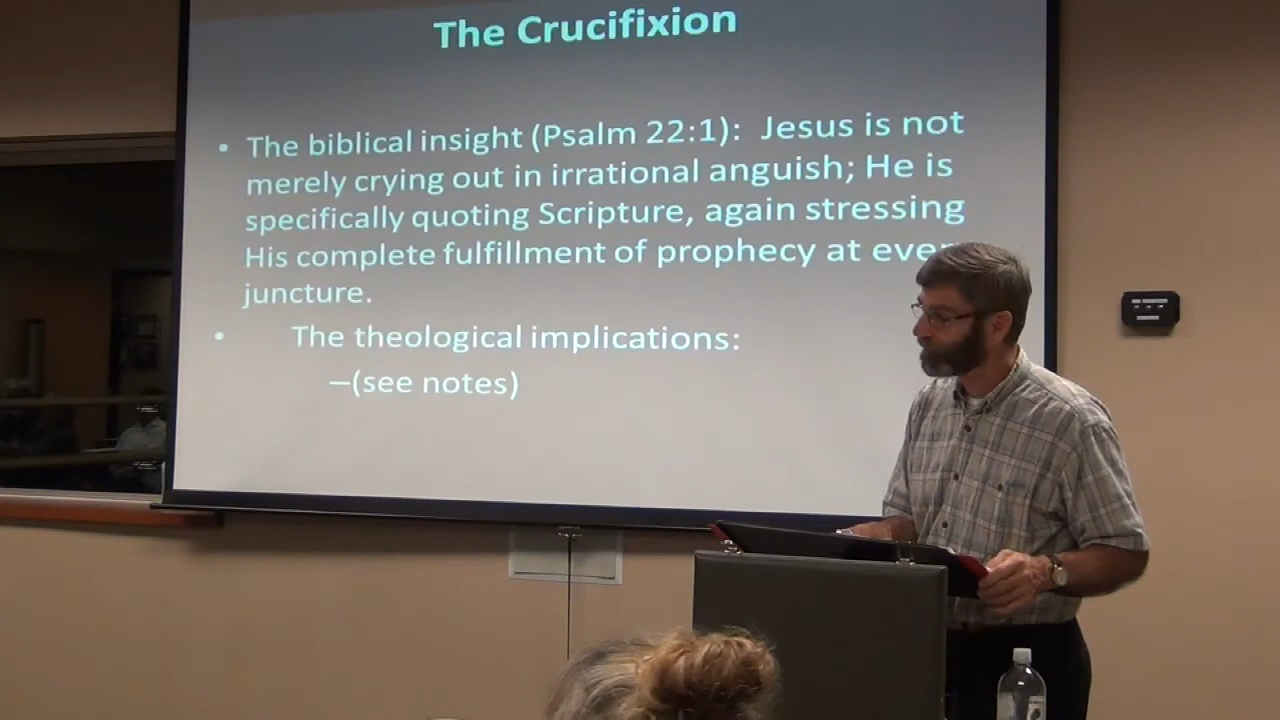 The Crucifixion
• The biblical insight (Psalm 22:1): Jesus is not
merely crying out in irrational anguish; He is
specifically quoting Scripture, again stressing
His complete fulfillment of prophecy at ever
juncture.
• The theological implications:
–(see notes)